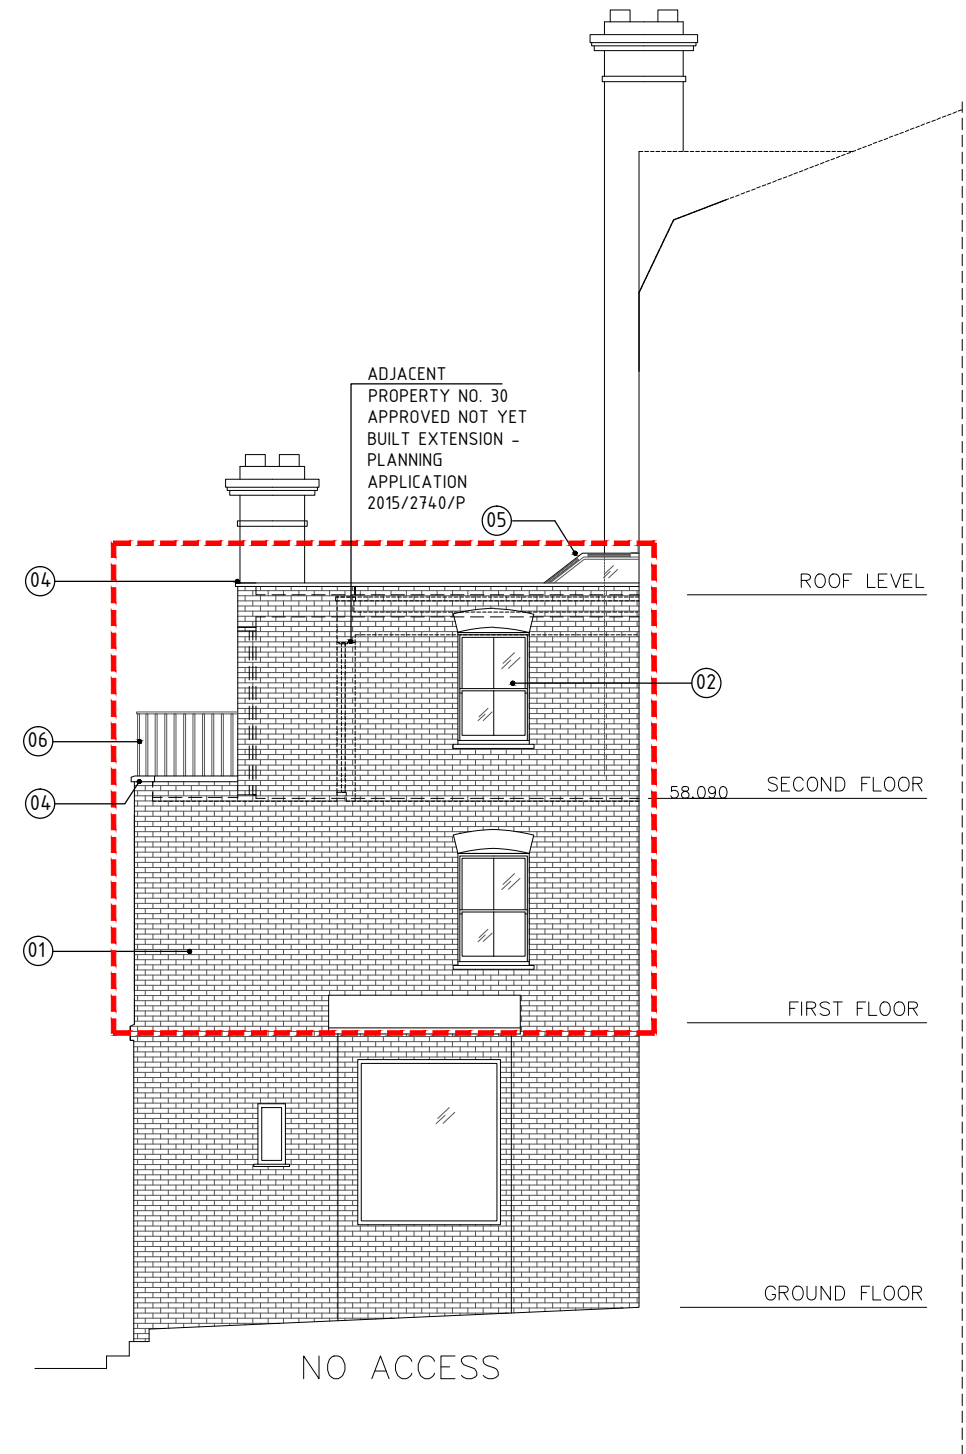 ADJACENT
PROPERTY NO. 30
APPROVED NOT YET
BUILT EXTENSION -
PLANNING
APPLICATION
2015/2740/P
05
04
ROOF LEVEL
02
06
04
58.090
SECOND FLOOR
01
FIRST FLOOR
GROUND FLOOR
NO ACCESS